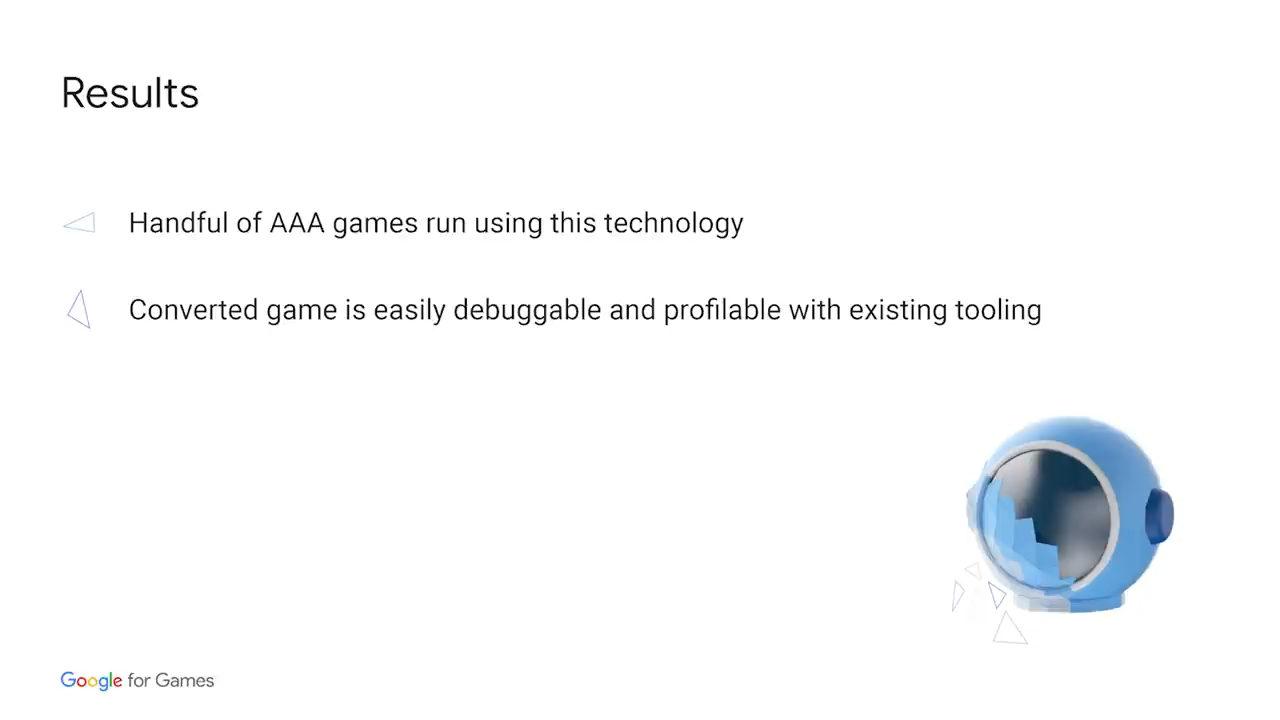 Results
Handful of AAA games run using this technology
Converted game is easily debuggable and profilable with existing tooling
Google for Games